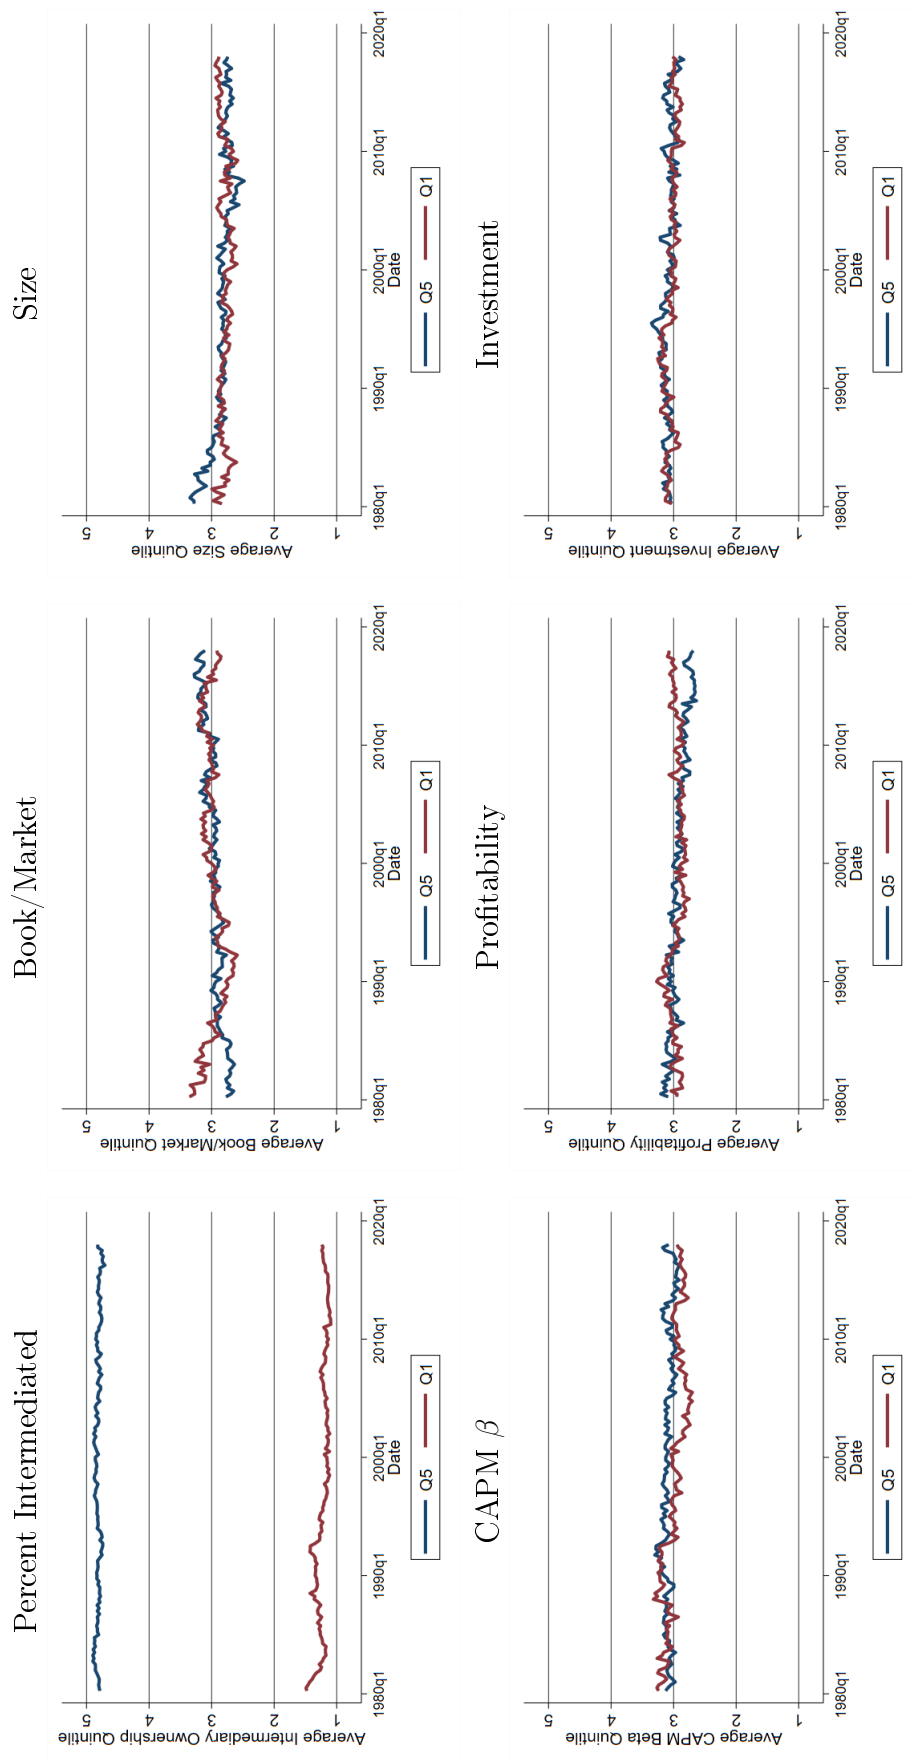 Percent Intermediated
Average Intermediary Ownership Quintile
5
4
3
2
1
1980q1
1990q1
2000q1
2010q1
2020q1
Date
Q5
Q1
Book/Market
Average Book/Market Quintile
5
4
3
2
1
1980q1
1990q1
2000q1
2010q1
2020q1
Date
Q5
Q1
Size
Average Size Quintile
5
4
3
2
1
1980q1
1990q1
2000q1
2010q1
2020q1
Date
Q5
Q1
CAPM β
Average CAPM Beta Quintile
5
4
3
2
1
1980q1
1990q1
2000q1
2010q1
2020q1
Date
Q5
Q1
Profitability
Average Profitability Quintile
5
4
3
2
1
1980q1
1990q1
2000q1
2010q1
2020q1
Date
Q5
Q1
Investment
Average Investment Quintile
5
4
3
2
1
1980q1
1990q1
2000q1
2010q1
2020q1
Date
Q5
Q1